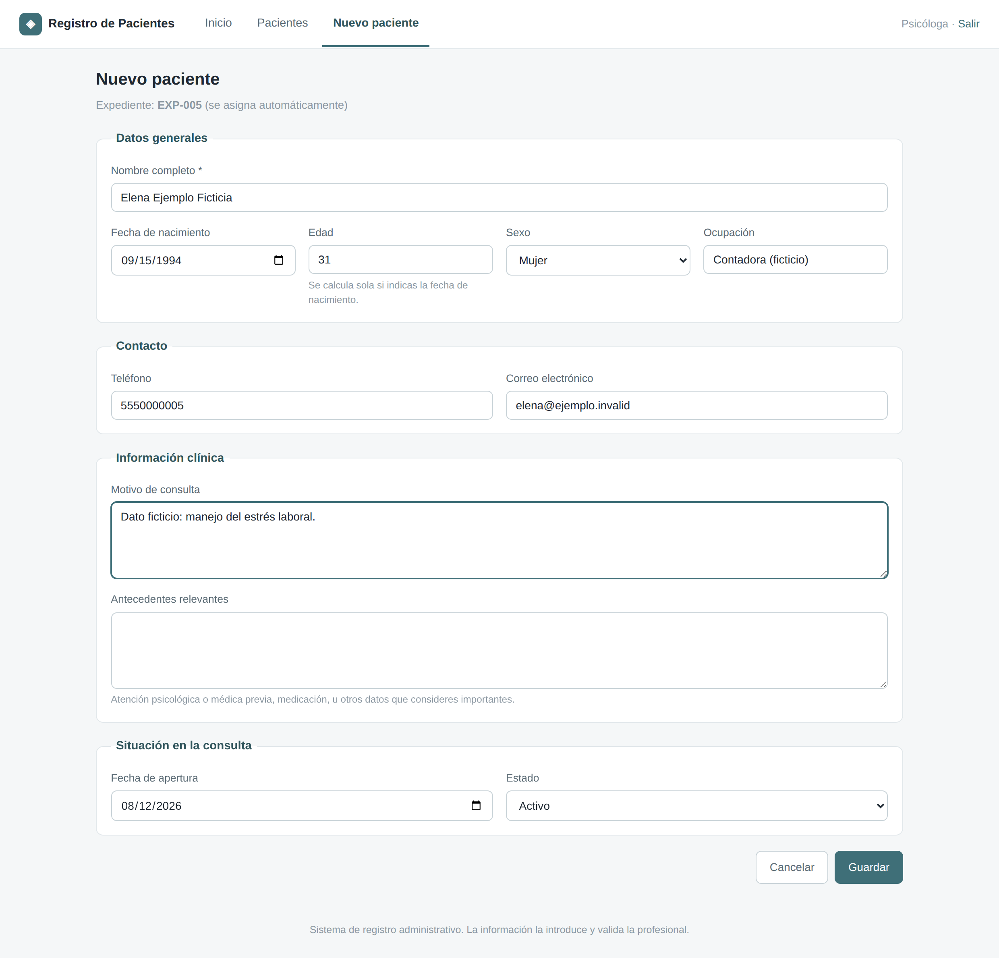 Registro de Pacientes
Inicio
Pacientes
Nuevo paciente
Psicóloga · Salir
Nuevo paciente
Expediente: EXP-005 (se asigna automáticamente)
Datos generales
Nombre completo *
Elena Ejemplo Ficticia
Fecha de nacimiento
09/15/1994
Edad
31
Se calcula sola si indicas la fecha de
nacimiento.
Sexo
Mujer
Ocupación
Contadora (ficticio)
Contacto
Teléfono
5550000005
Correo electrónico
elena@ejemplo.invalid
Información clínica
Motivo de consulta
Dato ficticio: manejo del estrés laboral.
Antecedentes relevantes
Atención psicológica o médica previa, medicación, u otros datos que consideres importantes.
Situación en la consulta
Fecha de apertura
08/12/2026
Estado
Activo
Cancelar
Guardar
Sistema de registro administrativo. La información la introduce y valida la profesional.